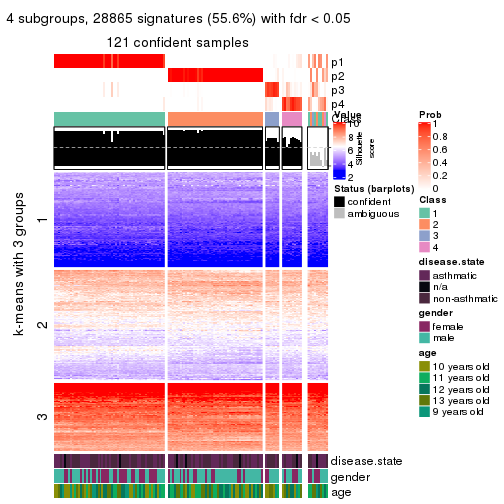 4 subgroups, 28865 signatures (55.6%) with fdr < 0.05
121 confident samples
p1
p2
p3
p4
Class
Silhouette score
k-means with 3 groups
1
2
3
disease.state
gender
age
Value
10
8
6
4
2
Status (barplots)
confident
ambiguous
Prob
1
0.8
0.6
0.4
0.2
0
Class
1
2
3
4
disease.state
asthmatic
n/a
non-asthmatic
gender
female
male
age
10 years old
11 years old
12 years old
13 years old
9 years old